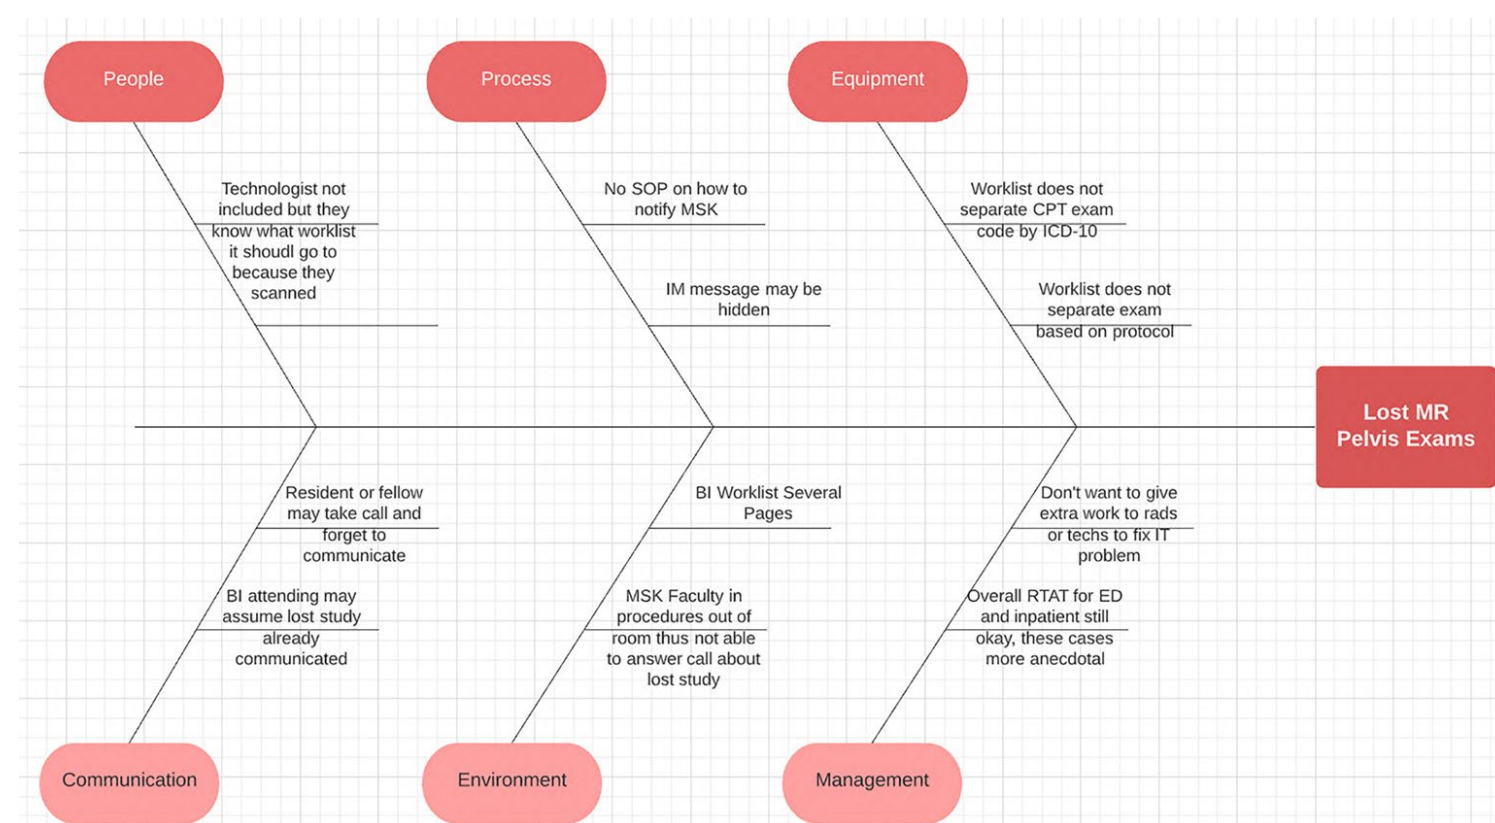 People
Process
Equipment
Technologist not
included but they
know what worklist
it shoudl go to
because they
scanned
No SOP on how to
notify MSK
IM message may be
hidden
Worklist does not
separate CPT exam
code by ICD-10
Worklist does not
separate exam
based on protocol
Lost MR
Pelvis Exams
Resident or fellow
may take call and
forget to
communicate
BI attending may
assume lost study
already
communicated
BI Worklist Several
Pages
MSK Faculty in
procedures out of
room thus not able
to answer call about
lost study
Don't want to give
extra work to rads
or techs to fix IT
problem
Overall RTAT for ED
and inpatient still
okay, these cases
more anecdotal
Communication
Environment
Management